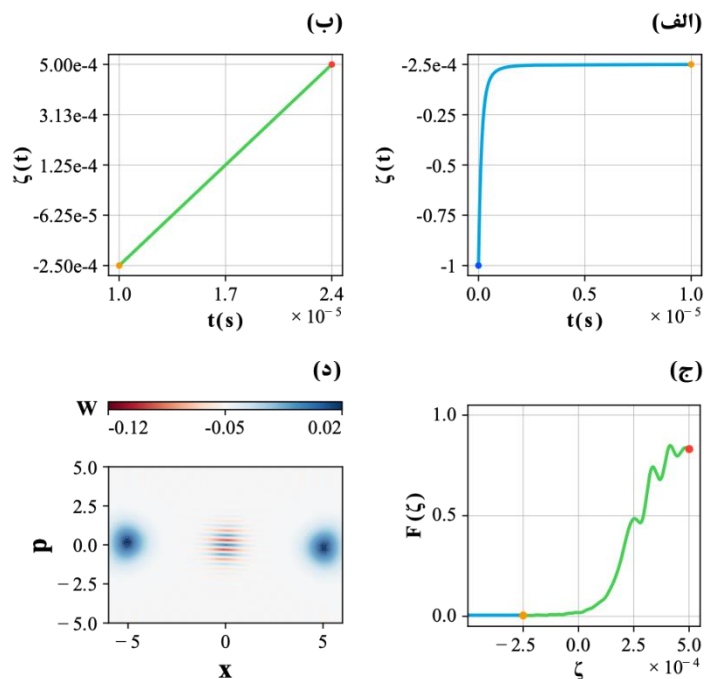 (الف)
ζ(t)
-2.5e-4
-0.25
-0.5
-0.75
-1
0.0 0.5 1.0
× 10⁻⁵
t(s)
(ب)
ζ(t)
5.00e-4
3.13e-4
1.25e-4
-6.25e-5
-2.50e-4
1.0 1.7 2.4
× 10⁻⁵
t(s)
(ج)
F(ζ)
1.0
0.5
0.0
−2.5 0.0 2.5 5.0
× 10⁻⁴
ζ
(د)
W
-0.12 -0.05 0.02
p
5.0
2.5
0.0
−2.5
−5.0
−5 0 5
x